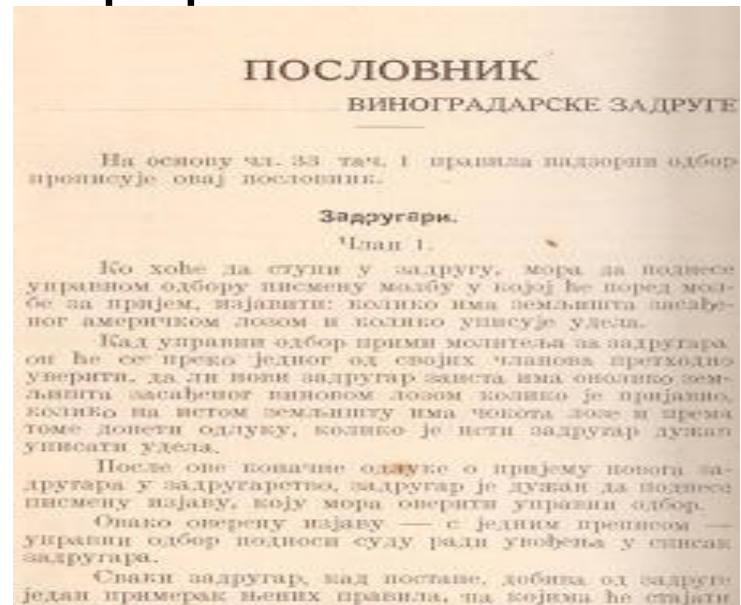 ПОСЛОВНИК
ВИНОГРАДАРСКЕ ЗАДРУГЕ
На основу чл. 33 тач. 1 правила надзорни одбор
прописује овај пословник.
Задругари.
Члан 1.
Ко хоће да ступи у задругу, мора да поднесе
управном одбору писмену молбу у којој ће поред мол-
бе за пријем, изјавити: колико има земљишта засађе-
ног америчком лозом и колико уписује удела.
Кад управни одбор прими молитеља за задругара
он ће се преко једног од својих чланова претходно
уверити, да ли нови задругар заиста има онолико зем-
љишта засађеног виновом лозом колико је пријавио,
колико на истом земљишту има чокота лозе и према
томе донети одлуку, колико је исти задругар дужан
уписати удела.
После ове коначне одлуке о пријему новога за-
другара у задругарство, задругар је дужан да поднесе
писмену изјаву, коју мора оверити управни одбор.
Овако оверену изјаву — с једним преписом —
управни одбор подноси суду ради увођења у списак
задругара.
Сваки задругар, кад постане, добива од задруге
један примерак њених правила, на којима ће стајати